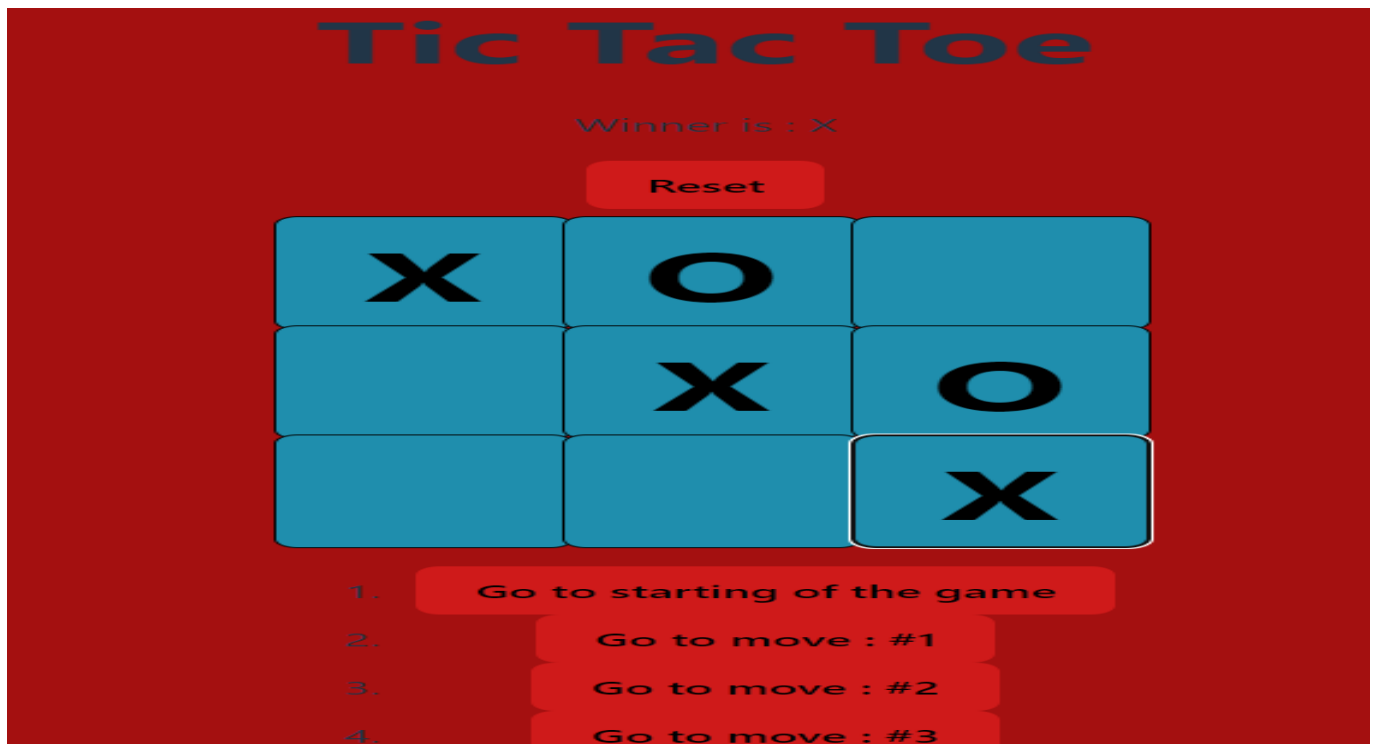 Tic Tac Toe
Winner is : X
Reset
X O
X O
X
1. Go to starting of the game
2. Go to move : #1
3. Go to move : #2
4. Go to move : #3